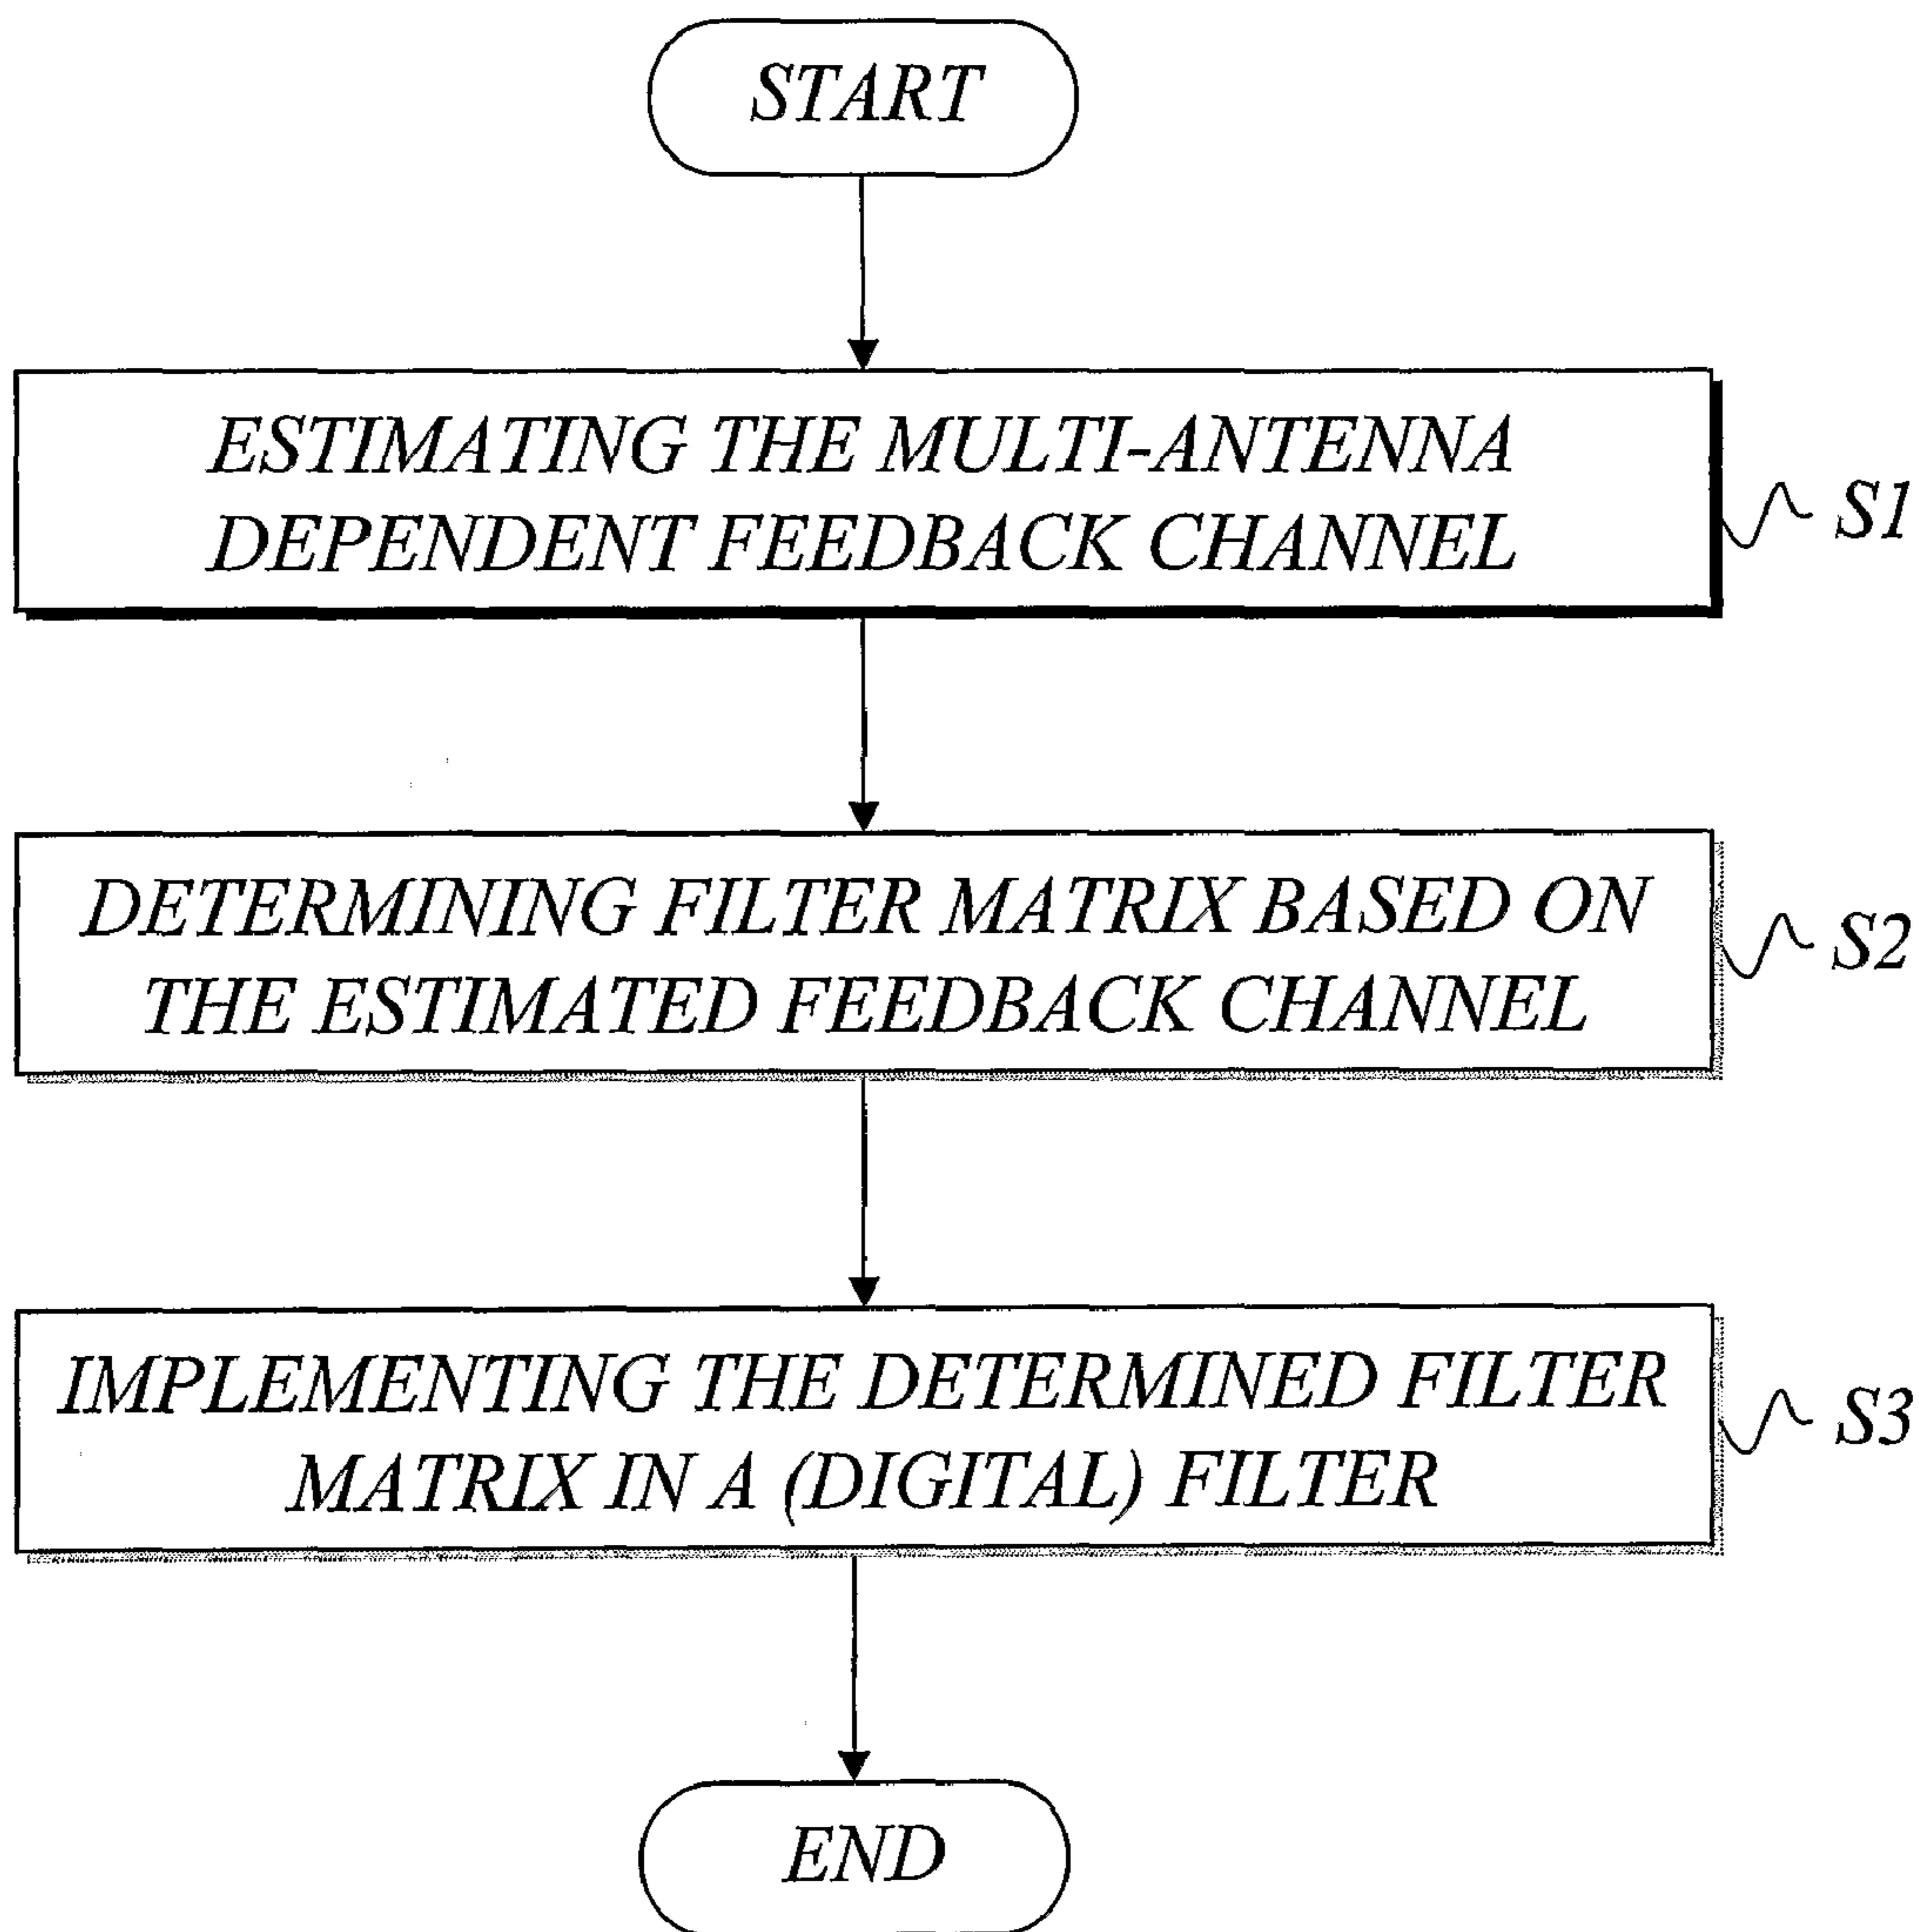 START
ESTIMATING THE MULTI-ANTENNA
DEPENDENT FEEDBACK CHANNEL
S1
DETERMINING FILTER MATRIX BASED ON
THE ESTIMATED FEEDBACK CHANNEL
S2
IMPLEMENTING THE DETERMINED FILTER
MATRIX IN A (DIGITAL) FILTER
S3
END